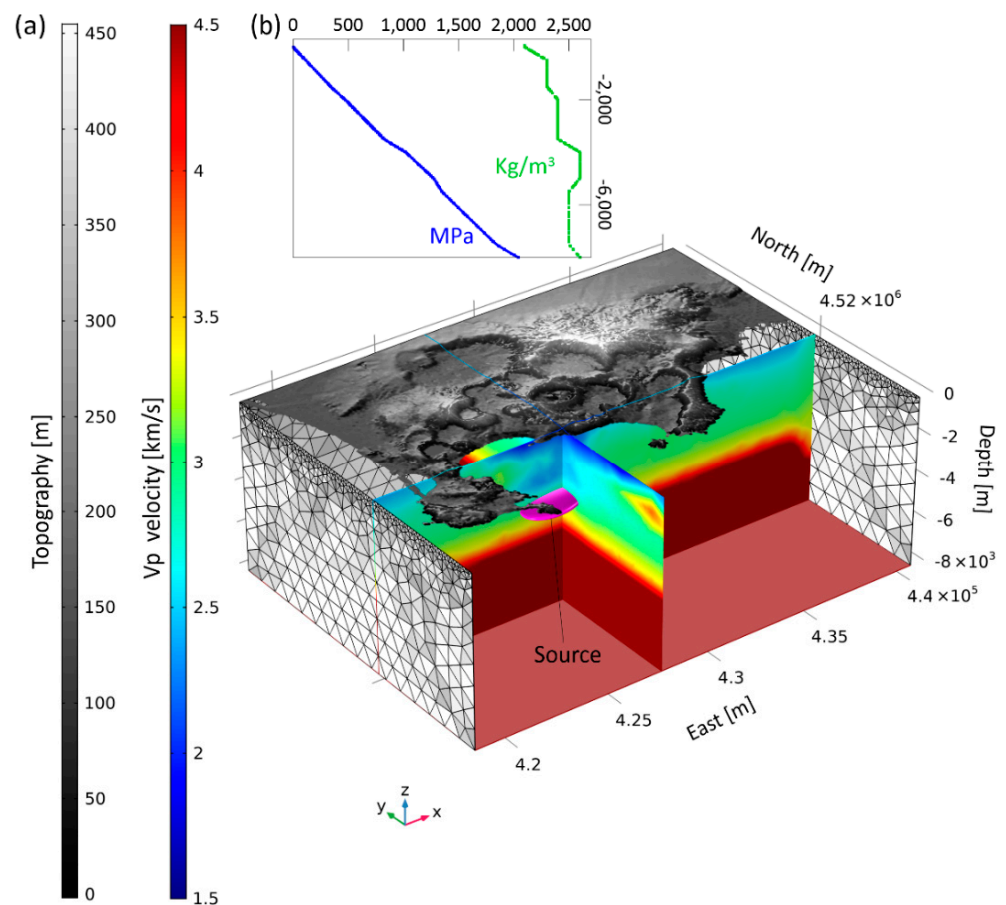 (a)
Topography [m]
450
400
350
300
250
200
150
100
50
0
Vp velocity [km/s]
4.5
4
3.5
3
2.5
2
1.5
(b)
0 500 1,000 1,500 2,000 2,500
-2,000
-6,000
Kg/m³
MPa
North [m]
4.52 ×10⁶
0
-2
-4
-6
-8 ×10³
Depth [m]
4.4 ×10⁵
4.35
4.3
4.25
4.2
East [m]
Source
z
y
x